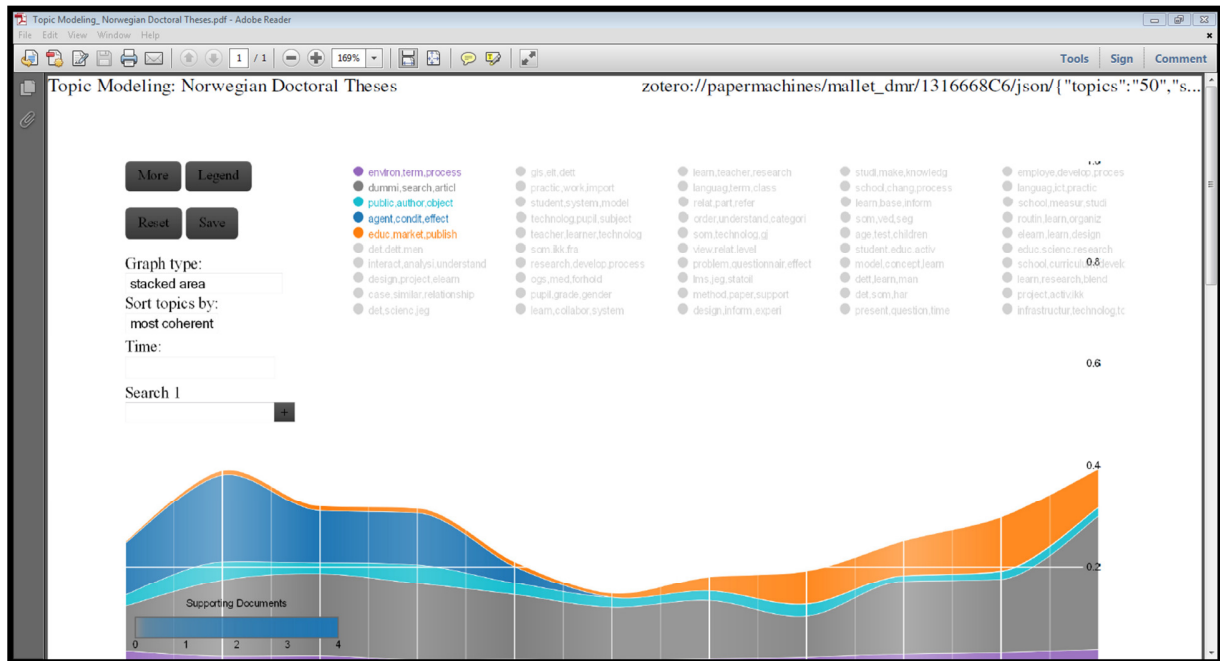 Topic Modeling_ Norwegian Doctoral Theses.pdf - Adobe Reader
File Edit View Window Help
1 / 1 169% Tools Sign Comment
Topic Modeling: Norwegian Doctoral Theses zotero://papermachines/mallet_dmr/1316668C6/json/{"topics":"50","s...
More Legend
Reset Save
Graph type:
stacked area
Sort topics by:
most coherent
Time:
Search 1
+
environ,term,process
dummi,search,articl
public,author,object
agent,condit,effect
educ,market,publish
det,dett,men
interact,analysi,understand
design,project,elearn
case,similar,relationship
det,scienc,jeg
gls,elt,dett
practic,work,import
student,system,model
technolog,pupil,subject
teacher,learner,technolog
som,ikk,fra
research,develop,process
ogs,med,forhold
pupil,grade,gender
learn,collabor,system
learn,teacher,research
languag,term,class
relat,part,refer
order,understand,categori
som,technolog,gj
view,relat,level
problem,questionnair,effect
lms,jeg,statoil
method,paper,support
design,inform,experi
studi,make,knowledg
school,chang,process
learn,base,inform
som,ved,seg
age,test,children
student,educ,activ
model,concept,learn
dett,learn,man
det,som,har
present,question,time
employe,develop,proces
languag,ict,practic
school,measur,studi
routin,learn,organiz
elearn,learn,design
educ,scienc,research
learn,research,blend
project,activ,ikk
infrastructur,technolog,tc
0.8
0.6
0.4
0.2
Supporting Documents
0 1 2 3 4